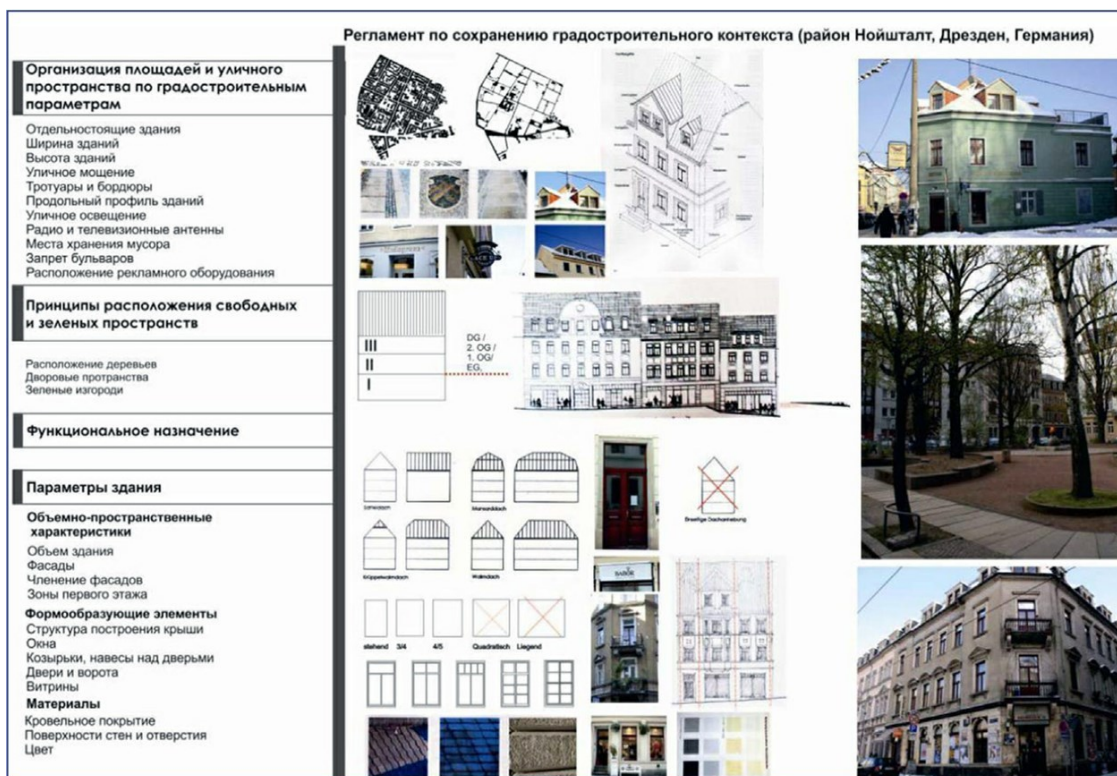 Регламент по сохранению градостроительного контекста (район Нойшталт, Дрезден, Германия)
Организация площадей и уличного
пространства по градостроительным
параметрам
Отдельностоящие здания
Ширина зданий
Высота зданий
Уличное мощение
Тротуары и бордюры
Продольный профиль зданий
Уличное освещение
Радио и телевизионные антенны
Места хранения мусора
Запрет бульваров
Расположение рекламного оборудования
Принципы расположения свободных
и зеленых пространств
Расположение деревьев
Дворовые протранства
Зеленые изгороди
Функциональное назначение
Параметры здания
Объемно-пространственные
характеристики
Объем здания
Фасады
Членение фасадов
Зоны первого этажа
Формообразующие элементы
Структура построения крыши
Окна
Козырьки, навесы над дверьми
Двери и ворота
Витрины
Материалы
Кровельное покрытие
Поверхности стен и отверстия
Цвет
III
II
I
DG /
2. OG /
1. OG/
EG,
Mansarddach
Krüppelwalmdach
Walmdach
Einseitige Dachanhebung
BABOR
stehend 3/4 4/5 Quadratisch Liegend